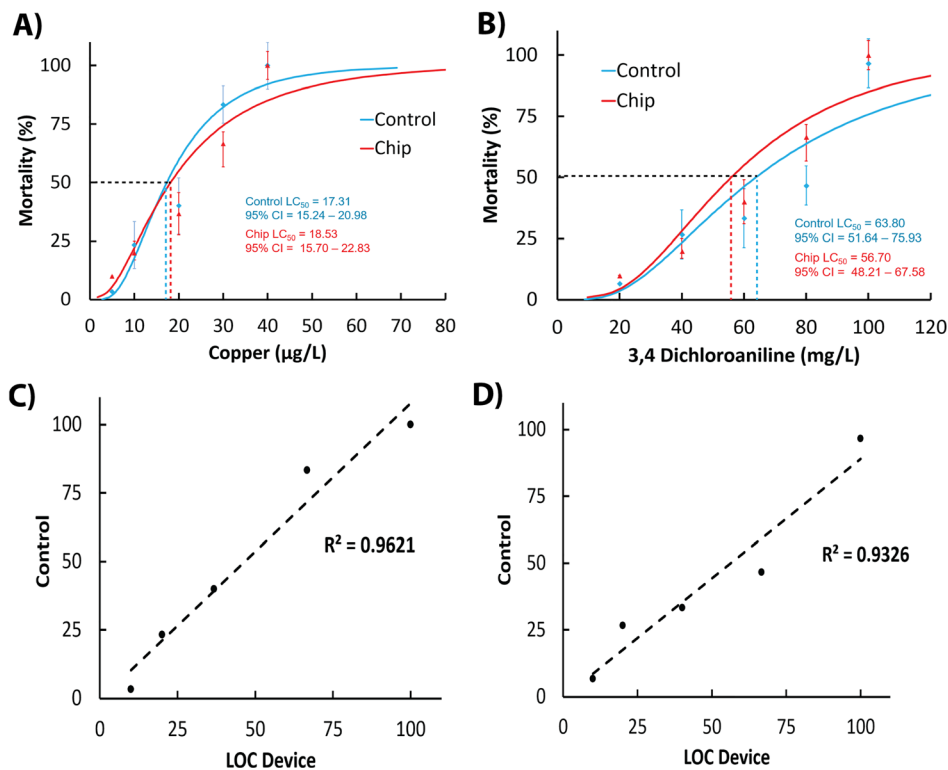 A)
100
75
50
25
0
Mortality (%)
Control
Chip
Control LC₅₀ = 17.31
95% CI = 15.24 – 20.98
Chip LC₅₀ = 18.53
95% CI = 15.70 – 22.83
0 10 20 30 40 50 60 70 80
Copper (µg/L)
B)
100
75
50
25
0
Mortality (%)
Control
Chip
Control LC₅₀ = 63.80
95% CI = 51.64 – 75.93
Chip LC₅₀ = 56.70
95% CI = 48.21 – 67.58
0 20 40 60 80 100 120
3,4 Dichloroaniline (mg/L)
C)
100
75
50
25
0
Control
R² = 0.9621
0 25 50 75 100
LOC Device
D)
100
75
50
25
0
Control
R² = 0.9326
0 25 50 75 100
LOC Device